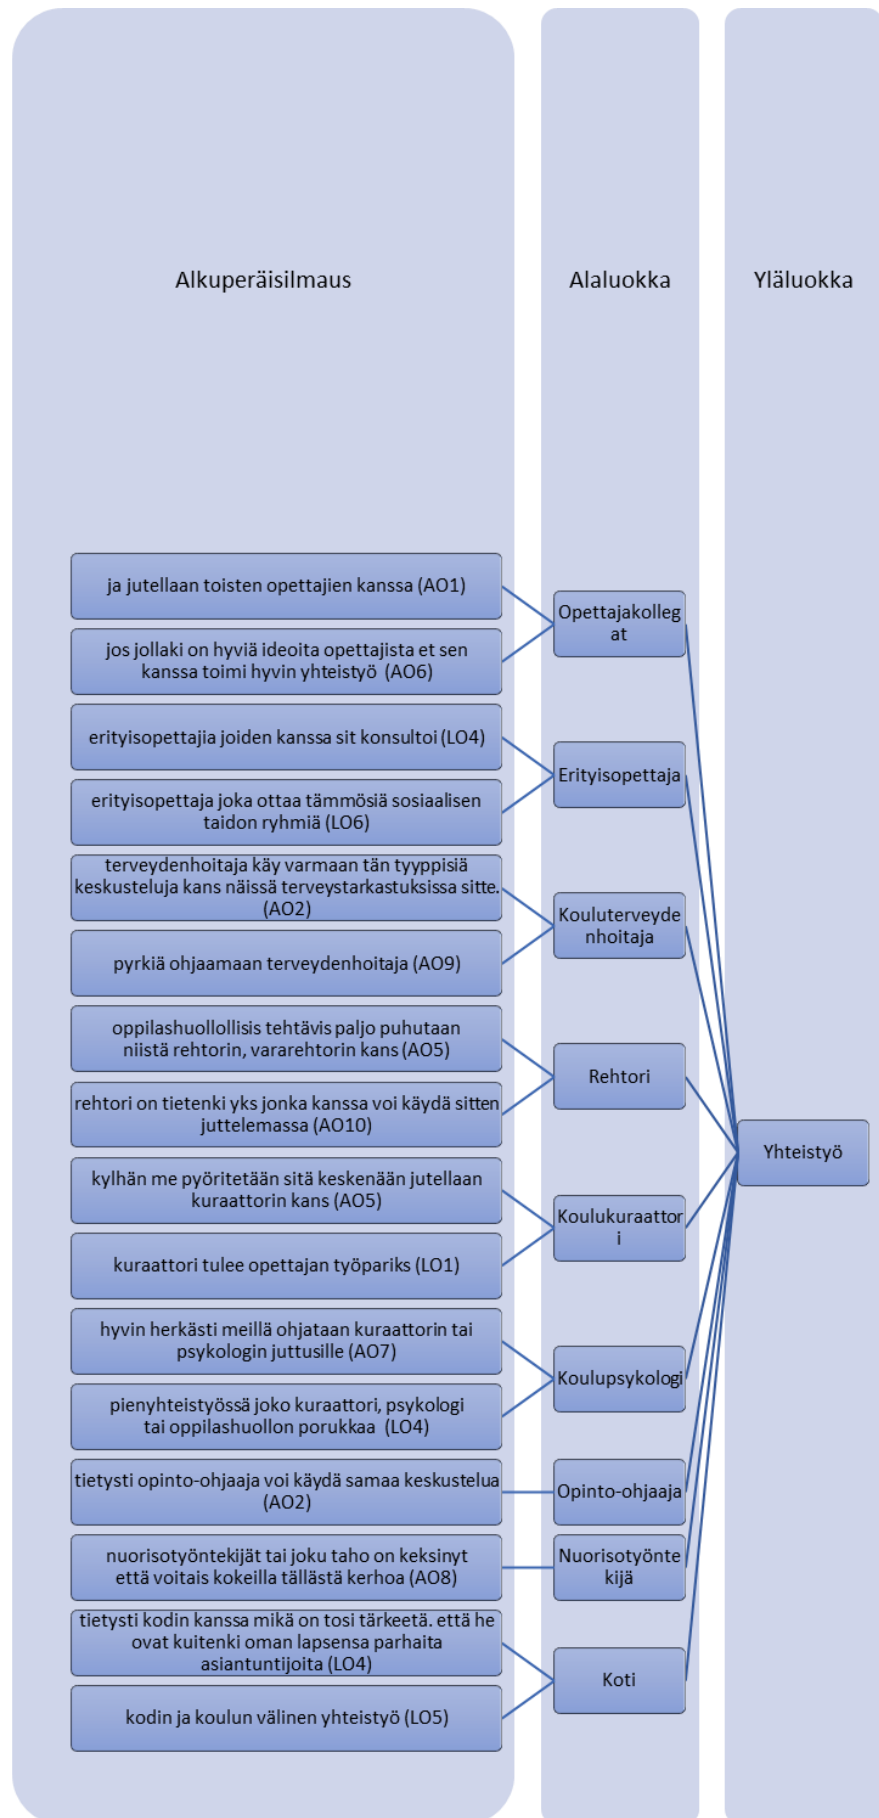 Alkuperäisilmaus
Alaluokka
Yläluokka
ja jutellaan toisten opettajien kanssa (AO1)
jos jollaki on hyviä ideoita opettajista et sen
kanssa toimi hyvin yhteistyö (AO6)
Opettajakolleg
at
erityisopettajia joiden kanssa sit konsultoi (LO4)
erityisopettaja joka ottaa tämmösiä sosiaalisen
taidon ryhmiä (LO6)
Erityisopettaja
terveydenhoitaja käy varmaan tän tyyppisiä
keskusteluja kans näissä terveystarkastuksissa sitte.
(AO2)
pyrkiä ohjaamaan terveydenhoitaja (AO9)
Kouluterveyde
nhoitaja
oppilashuollollisis tehtävis paljo puhutaan
niistä rehtorin, vararehtorin kans (AO5)
rehtori on tietenki yks jonka kanssa voi käydä sitten
juttelemassa (AO10)
Rehtori
kylhän me pyöritetään sitä keskenään jutellaan
kuraattorin kans (AO5)
kuraattori tulee opettajan työpariks (LO1)
Koulukuraattor
i
hyvin herkästi meillä ohjataan kuraattorin tai
psykologin juttusille (AO7)
pienyhteistyössä joko kuraattori, psykologi
tai oppilashuollon porukkaa (LO4)
Koulupsykologi
tietysti opinto-ohjaaja voi käydä samaa keskustelua
(AO2)
Opinto-ohjaaja
nuorisotyöntekijät tai joku taho on keksinyt
että voitais kokeilla tällästä kerhoa (AO8)
Nuorisotyönte
kijä
tietysti kodin kanssa mikä on tosi tärkeetä. että he
ovat kuitenki oman lapsensa parhaita
asiantuntijoita (LO4)
kodin ja koulun välinen yhteistyö (LO5)
Koti
Yhteistyö